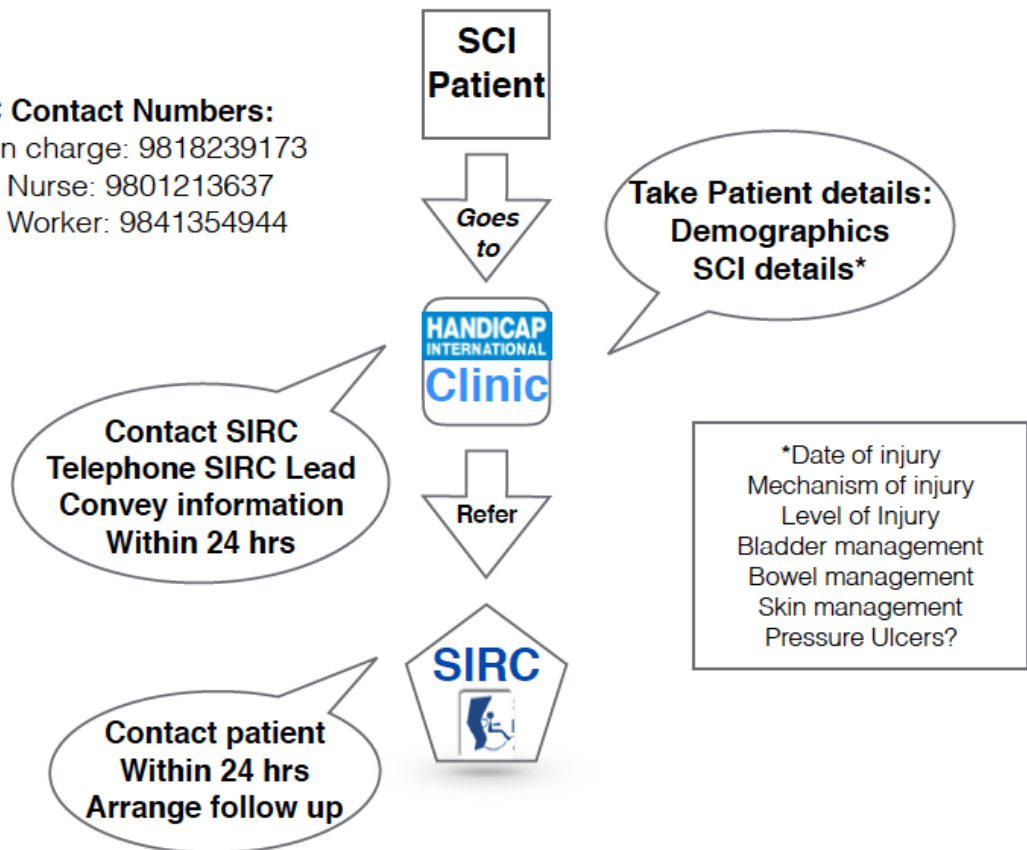 SCI
Patient
Contact Numbers:
n charge: 9818239173
Nurse: 9801213637
Worker: 9841354944
Goes
to
Take Patient details:
Demographics
SCI details*
HANDICAP
INTERNATIONAL
Clinic
Contact SIRC
Telephone SIRC Lead
Convey information
Within 24 hrs
Refer
*Date of injury
Mechanism of injury
Level of Injury
Bladder management
Bowel management
Skin management
Pressure Ulcers?
SIRC
Contact patient
Within 24 hrs
Arrange follow up